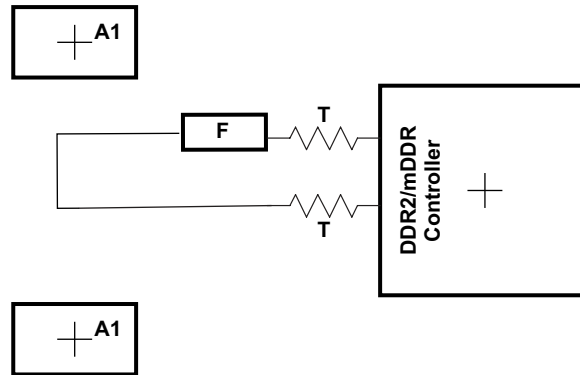 A1
T
F
DDR2/mDDR
Controller
T
A1